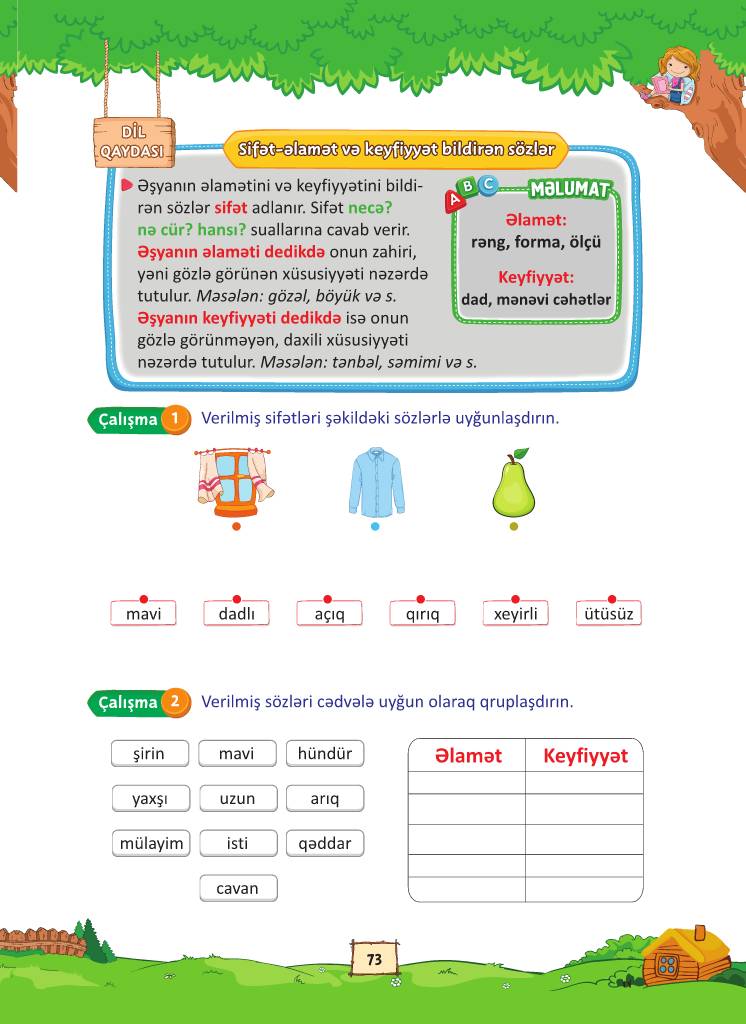 DİL
QAYDASI
Sifət-əlamət və keyfiyyət bildirən sözlər
Əşyanın əlamətini və keyfiyyətini bildi-
rən sözlər sifət adlanır. Sifət necə?
nə cür? hansı? suallarına cavab verir.
Əşyanın əlaməti dedikdə onun zahiri,
yəni gözlə görünən xüsusiyyəti nəzərdə
tutulur. Məsələn: gözəl, böyük və s.
Əşyanın keyfiyyəti dedikdə isə onun
gözlə görünməyən, daxili xüsusiyyəti
nəzərdə tutulur. Məsələn: tənbəl, səmimi və s.
A B C
MƏLUMAT
Əlamət:
rəng, forma, ölçü
Keyfiyyət:
dad, mənəvi cəhətlər
Çalışma 1 Verilmiş sifətləri şəkildəki sözlərlə uyğunlaşdırın.
mavi dadlı açıq qırıq xeyirli ütüsüz
Çalışma 2 Verilmiş sözləri cədvələ uyğun olaraq qruplaşdırın.
şirin mavi hündür
yaxşı uzun arıq
mülayim isti qəddar
cavan
Əlamət Keyfiyyət
73